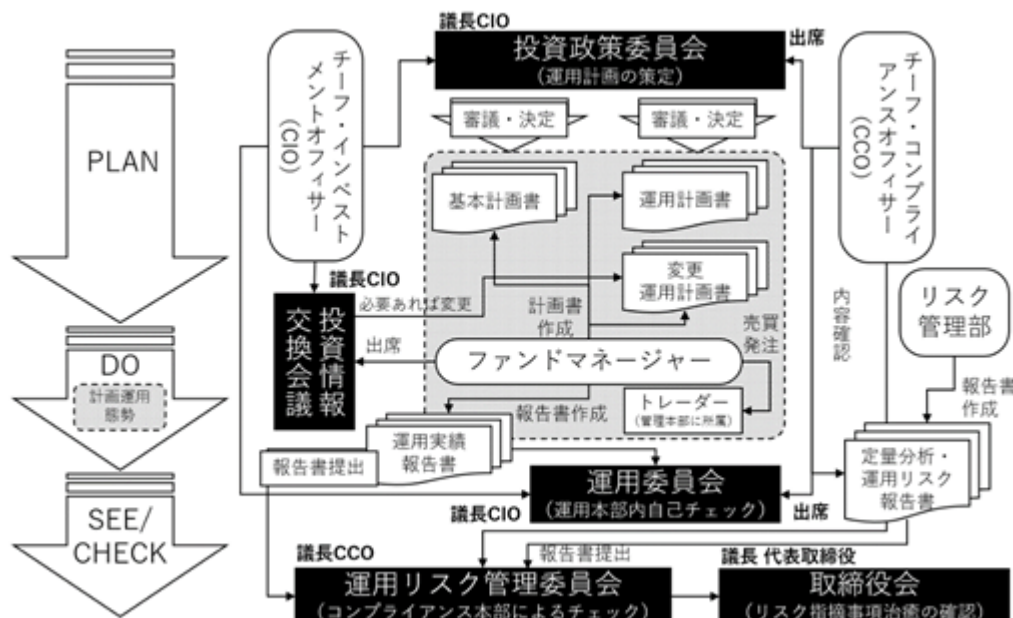 議長CIO
投資政策委員会
(運用計画の策定)
出席
チーフ・インベスト
メントオフィサー
(CIO)
チーフ・コンプライ
アンスオフィサー
(CCO)
PLAN
審議・決定
審議・決定
基本計画書
運用計画書
変更
運用計画書
議長CIO
投資情報
交換会議
必要あれば変更
計画書
作成
売買
発注
内容確認
リスク
管理部
出席
ファンドマネージャー
DO
計画運用
態勢
報告書作成
トレーダー
(管理本部に所属)
報告書
作成
運用実績
報告書
報告書提出
定量分析・
運用リスク
報告書
運用委員会
(運用本部内自己チェック)
議長CIO
出席
SEE/
CHECK
議長CCO
報告書提出
議長 代表取締役
運用リスク管理委員会
(コンプライアンス本部によるチェック)
取締役会
(リスク指摘事項治癒の確認)